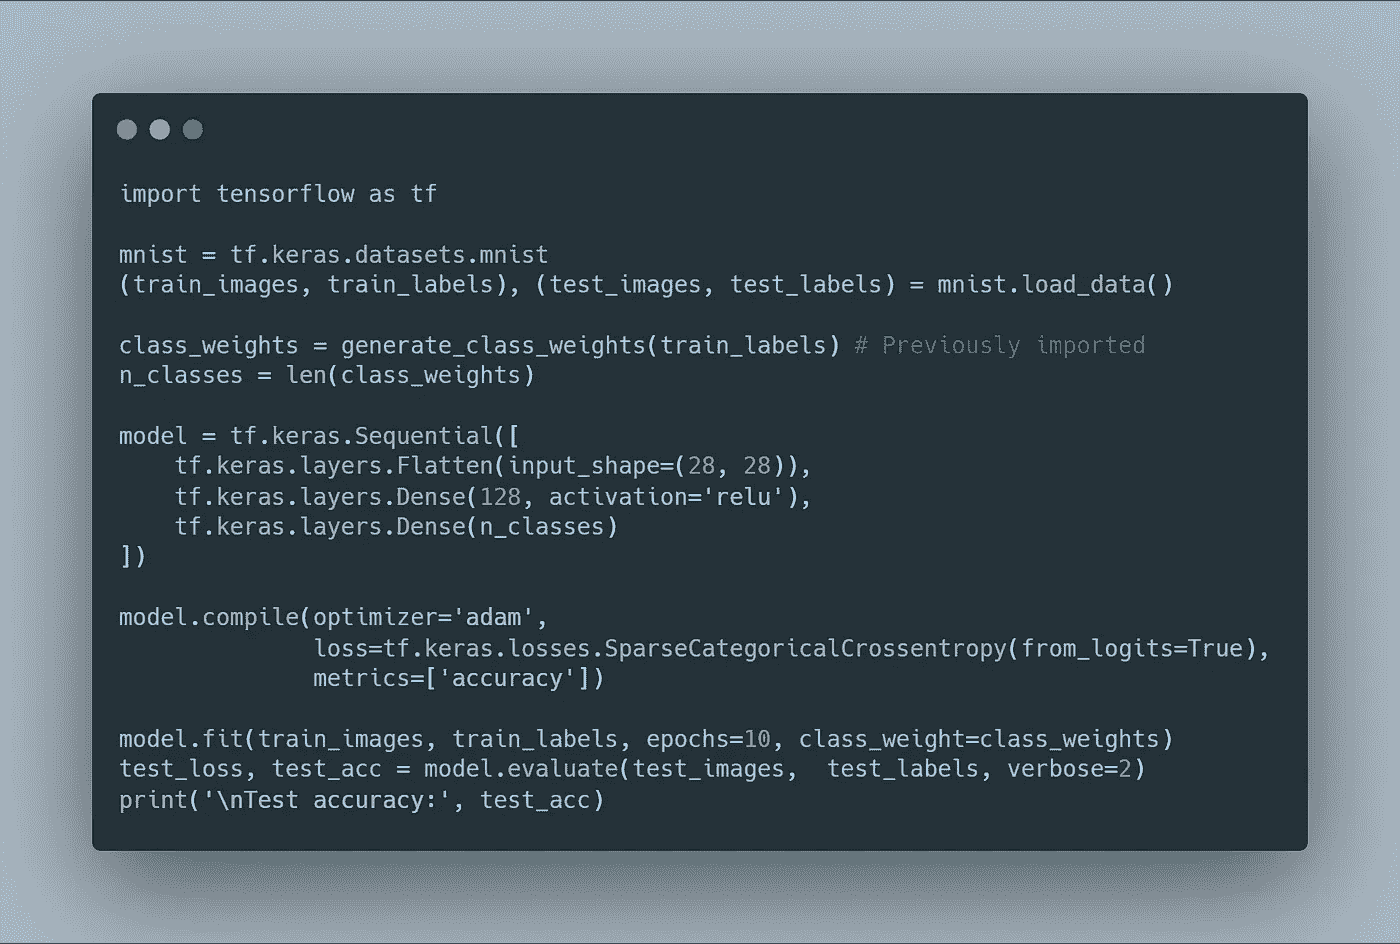 import tensorflow as tf
mnist = tf.keras.datasets.mnist
(train_images, train_labels), (test_images, test_labels) = mnist.load_data()
class_weights = generate_class_weights(train_labels) # Previously imported
n_classes = len(class_weights)
model = tf.keras.Sequential([
    tf.keras.layers.Flatten(input_shape=(28, 28)),
    tf.keras.layers.Dense(128, activation='relu'),
    tf.keras.layers.Dense(n_classes)
])
model.compile(optimizer='adam',
              loss=tf.keras.losses.SparseCategoricalCrossentropy(from_logits=True),
              metrics=['accuracy'])
model.fit(train_images, train_labels, epochs=10, class_weight=class_weights)
test_loss, test_acc = model.evaluate(test_images,  test_labels, verbose=2)
print('\nTest accuracy:', test_acc)